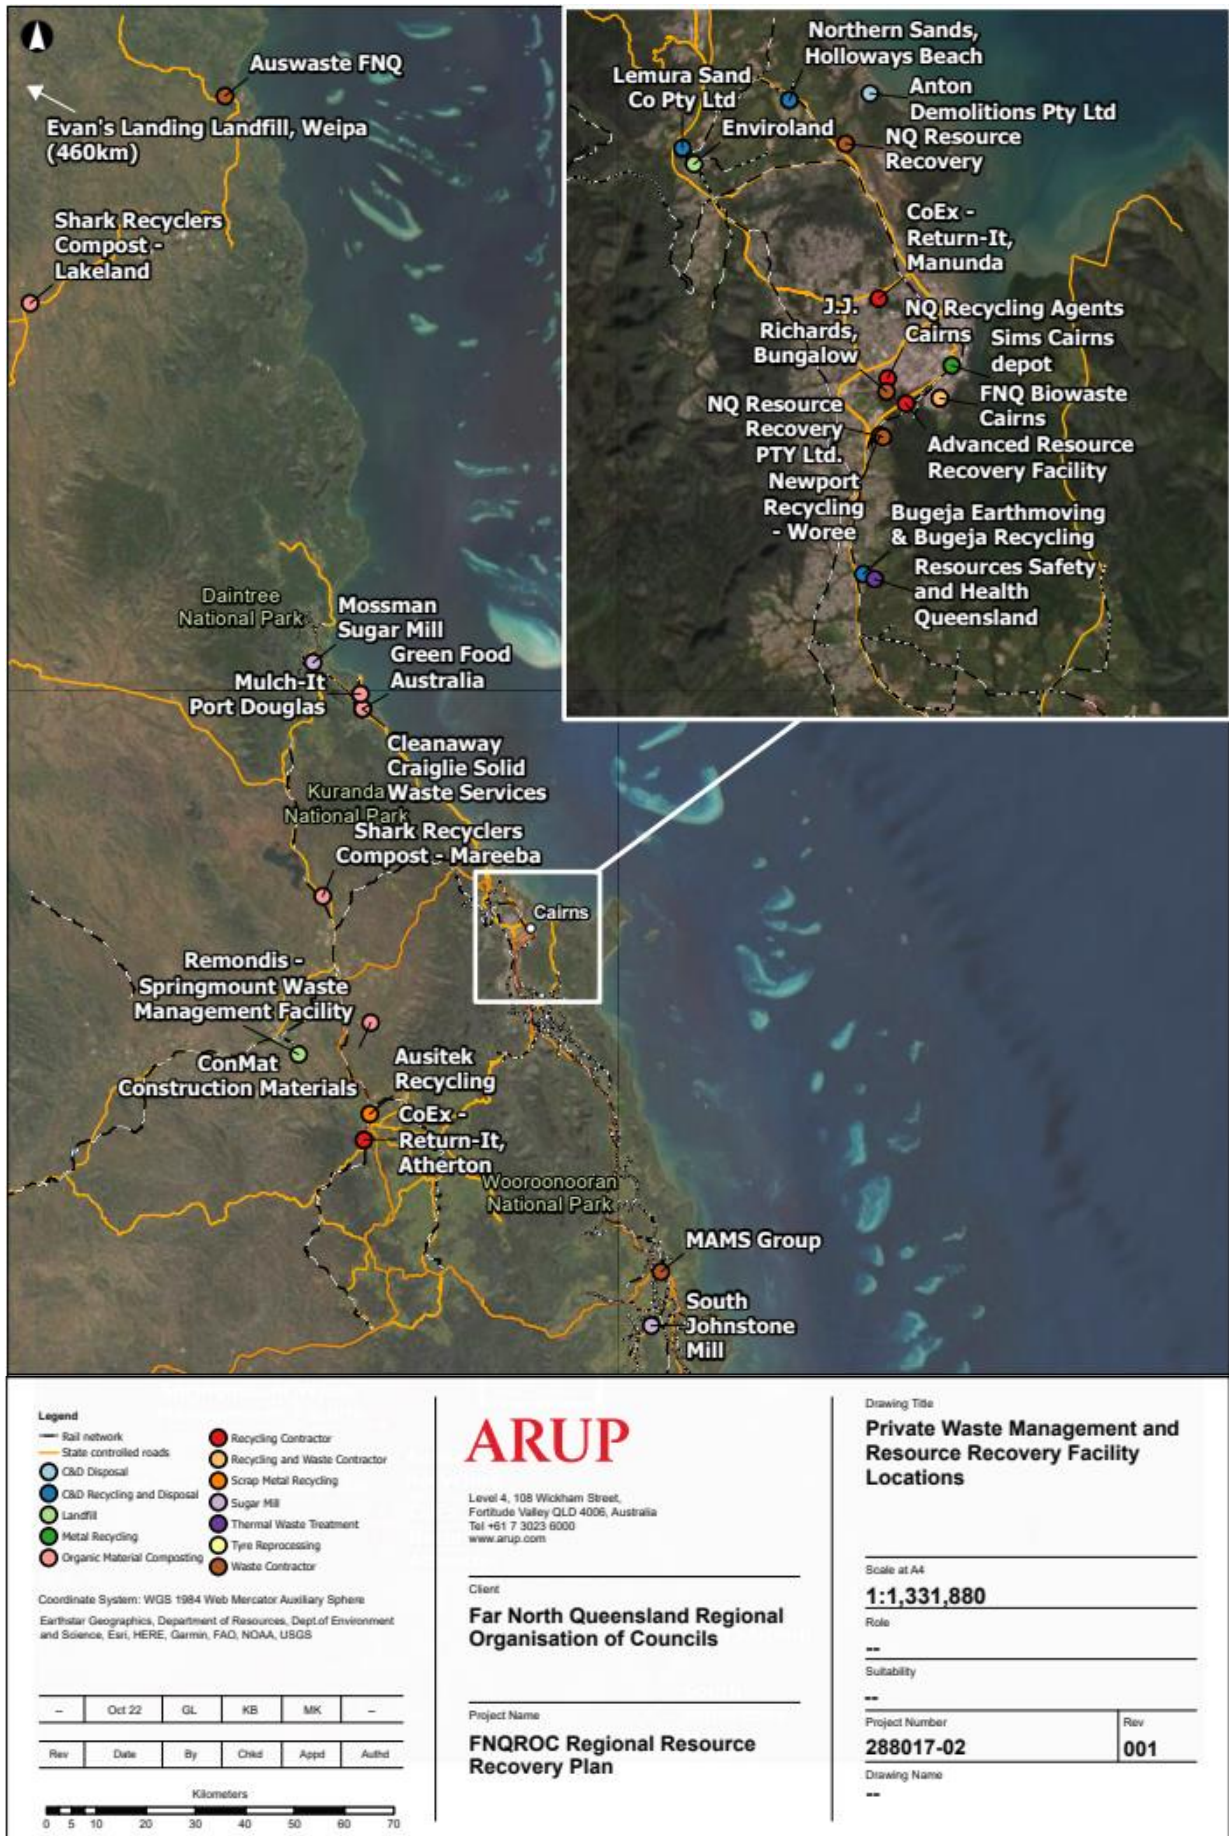 Auswaste FNQ
Evan's Landing Landfill, Weipa
(460km)
Shark Recyclers
Compost -
Lakeland
Daintree
National Park
Mossman
Sugar Mill
Green Food
Australia
Mulch-It
Port Douglas
Cleanaway
Craiglie Solid
Waste Services
Kuranda
National Park
Shark Recyclers
Compost - Mareeba
Cairns
Remondis -
Springmount Waste
Management Facility
ConMat
Construction Materials
Ausitek
Recycling
CoEx -
Return-It,
Atherton
Wooroonooran
National Park
MAMS Group
South
Johnstone
Mill
Northern Sands,
Holloways Beach
Lemura Sand
Co Pty Ltd
Anton
Demolitions Pty Ltd
Enviroland
NQ Resource
Recovery
CoEx -
Return-It,
Manunda
J.J.
Richards,
Bungalow
NQ Recycling Agents
Cairns
Sims Cairns
depot
FNQ Biowaste
Cairns
NQ Resource
Recovery
PTY Ltd.
Advanced Resource
Recovery Facility
Newport
Recycling
- Woree
Bugeja Earthmoving
& Bugeja Recycling
Resources Safety
and Health
Queensland
Legend
Rail network
State controlled roads
C&D Disposal
C&D Recycling and Disposal
Landfill
Metal Recycling
Organic Material Composting
Recycling Contractor
Recycling and Waste Contractor
Scrap Metal Recycling
Sugar Mill
Thermal Waste Treatment
Tyre Reprocessing
Waste Contractor
Coordinate System: WGS 1984 Web Mercator Auxiliary Sphere
Earthstar Geographics, Department of Resources, Dept.of Environment
and Science, Esri, HERE, Garmin, FAO, NOAA, USGS
-- Oct 22 GL KB MK --
Rev Date By Chkd Appd Authd
Kilometers
0 5 10 20 30 40 50 60 70
ARUP
Level 4, 108 Wickham Street,
Fortitude Valley QLD 4006, Australia
Tel +61 7 3023 6000
www.arup.com
Client
Far North Queensland Regional
Organisation of Councils
Project Name
FNQROC Regional Resource
Recovery Plan
Drawing Title
Private Waste Management and
Resource Recovery Facility
Locations
Scale at A4
1:1,331,880
Role
--
Suitability
--
Project Number
288017-02
Rev
001
Drawing Name
--